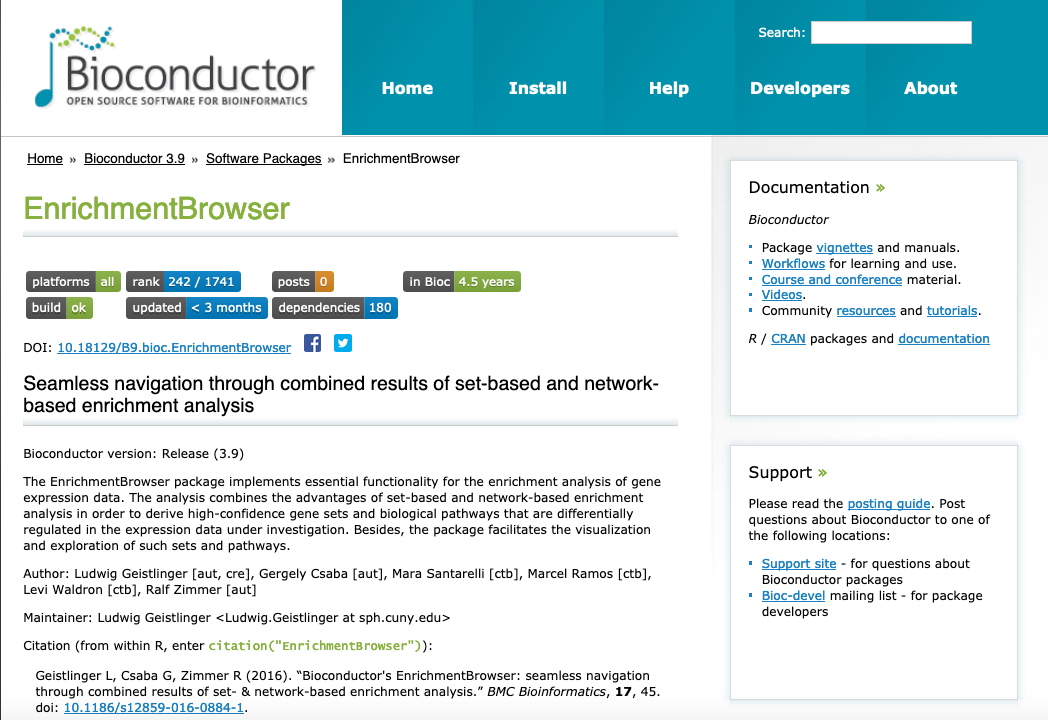 Bioconductor
OPEN SOURCE SOFTWARE FOR BIOINFORMATICS
Search:
Home Install Help Developers About
Home » Bioconductor 3.9 » Software Packages » EnrichmentBrowser
EnrichmentBrowser
platforms all rank 242 / 1741 posts 0 in Bioc 4.5 years
build ok updated < 3 months dependencies 180
DOI: 10.18129/B9.bioc.EnrichmentBrowser
Seamless navigation through combined results of set-based and network-
based enrichment analysis
Bioconductor version: Release (3.9)
The EnrichmentBrowser package implements essential functionality for the enrichment analysis of gene
expression data. The analysis combines the advantages of set-based and network-based enrichment
analysis in order to derive high-confidence gene sets and biological pathways that are differentially
regulated in the expression data under investigation. Besides, the package facilitates the visualization
and exploration of such sets and pathways.
Author: Ludwig Geistlinger [aut, cre], Gergely Csaba [aut], Mara Santarelli [ctb], Marcel Ramos [ctb],
Levi Waldron [ctb], Ralf Zimmer [aut]
Maintainer: Ludwig Geistlinger <Ludwig.Geistlinger at sph.cuny.edu>
Citation (from within R, enter citation("EnrichmentBrowser")):
Geistlinger L, Csaba G, Zimmer R (2016). “Bioconductor's EnrichmentBrowser: seamless navigation
through combined results of set- & network-based enrichment analysis.” BMC Bioinformatics, 17, 45.
doi: 10.1186/s12859-016-0884-1.
Documentation »
Bioconductor
Package vignettes and manuals.
Workflows for learning and use.
Course and conference material.
Videos.
Community resources and tutorials.
R / CRAN packages and documentation
Support »
Please read the posting guide. Post
questions about Bioconductor to one of
the following locations:
Support site - for questions about
Bioconductor packages
Bioc-devel mailing list - for package
developers